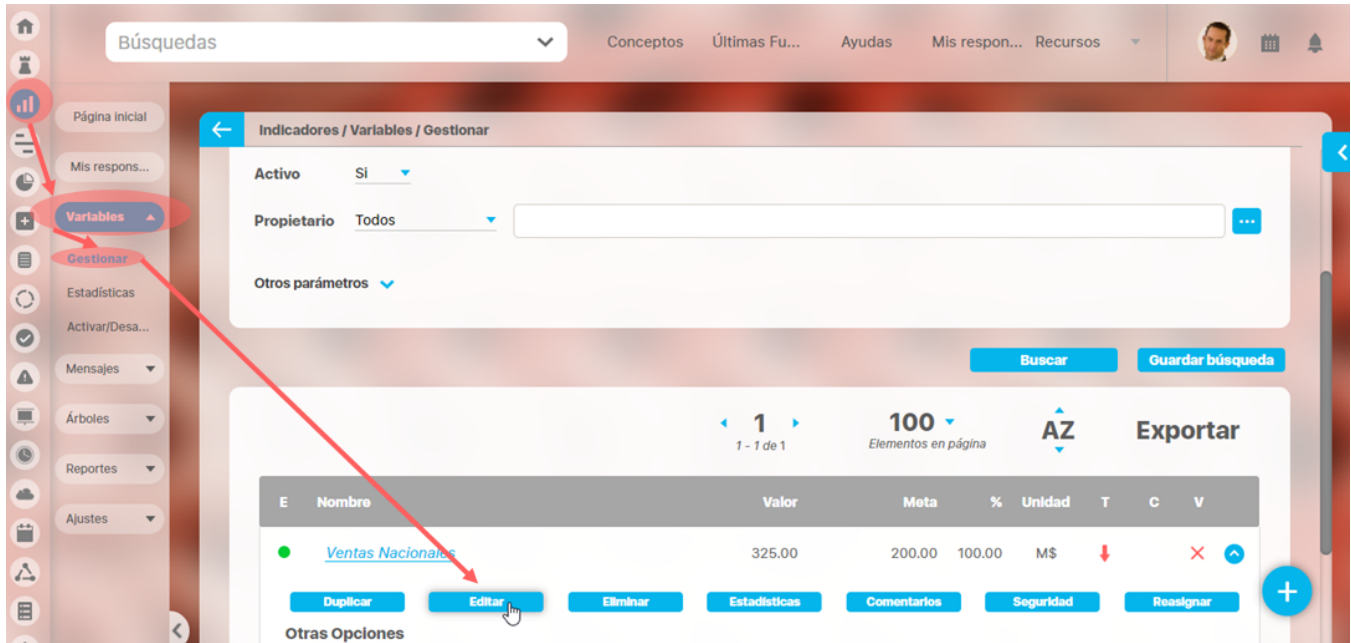 Búsquedas
Conceptos Últimas Fu... Ayudas Mis respon... Recursos
Página inicial
Mis respons...
Variables
Gestionar
Estadísticas
Activar/Desa...
Mensajes
Árboles
Reportes
Ajustes
Indicadores / Variables / Gestionar
Activo Si
Propietario Todos
Otros parámetros
Buscar Guardar búsqueda
1 100 AZ Exportar
1 - 1 de 1 Elementos en página
E Nombre Valor Meta % Unidad T C V
Ventas Nacionales 325.00 200.00 100.00 M$
Duplicar Editar Eliminar Estadísticas Comentarios Seguridad Reasignar
Otras Opciones